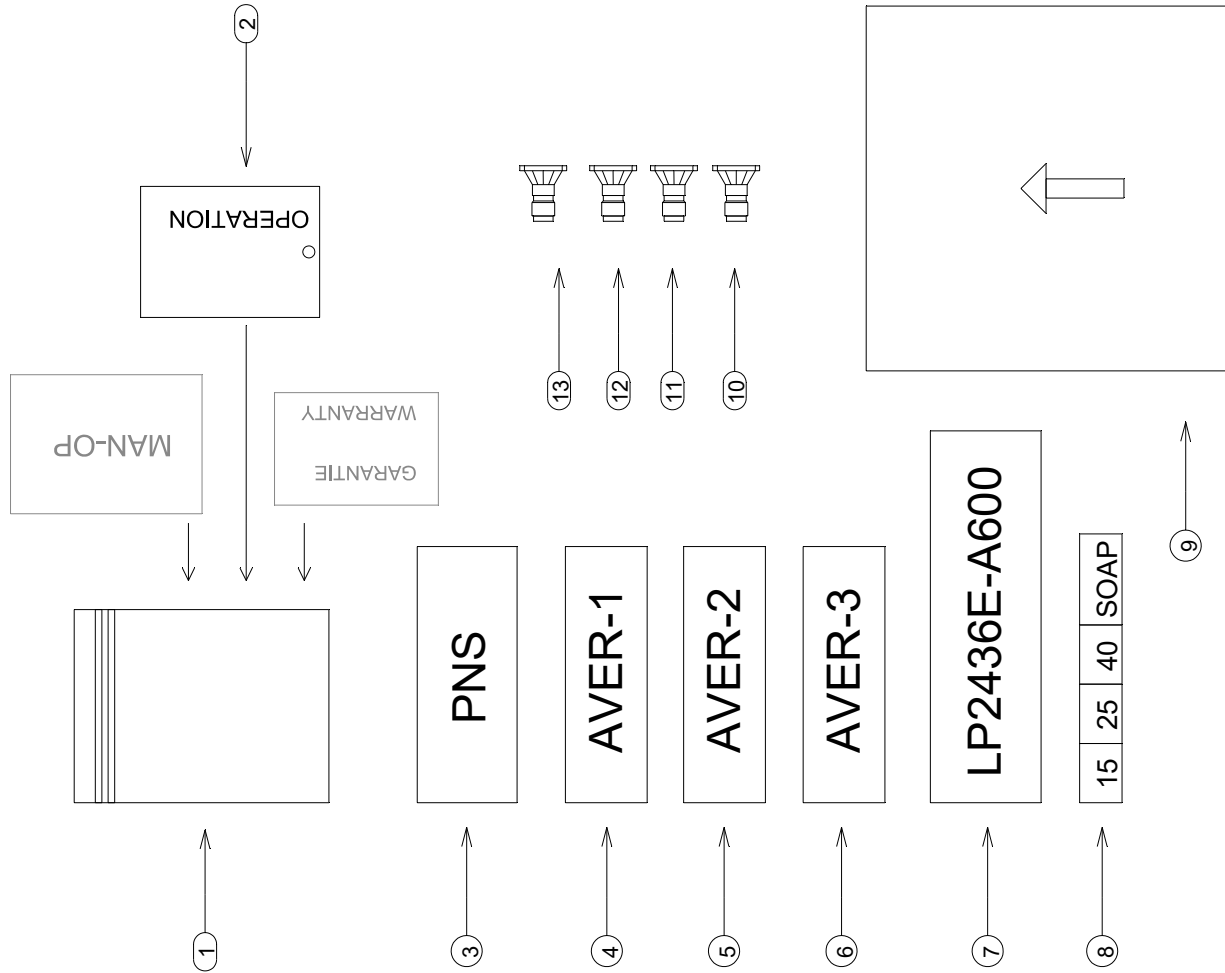 2
OPERATION
MAN-OP
WARRANTY
GARANTIE
13
12
11
10
1
PNS
3
AVER-1
4
AVER-2
5
AVER-3
6
LP2436E-A600
7
15 25 40 SOAP
8
9